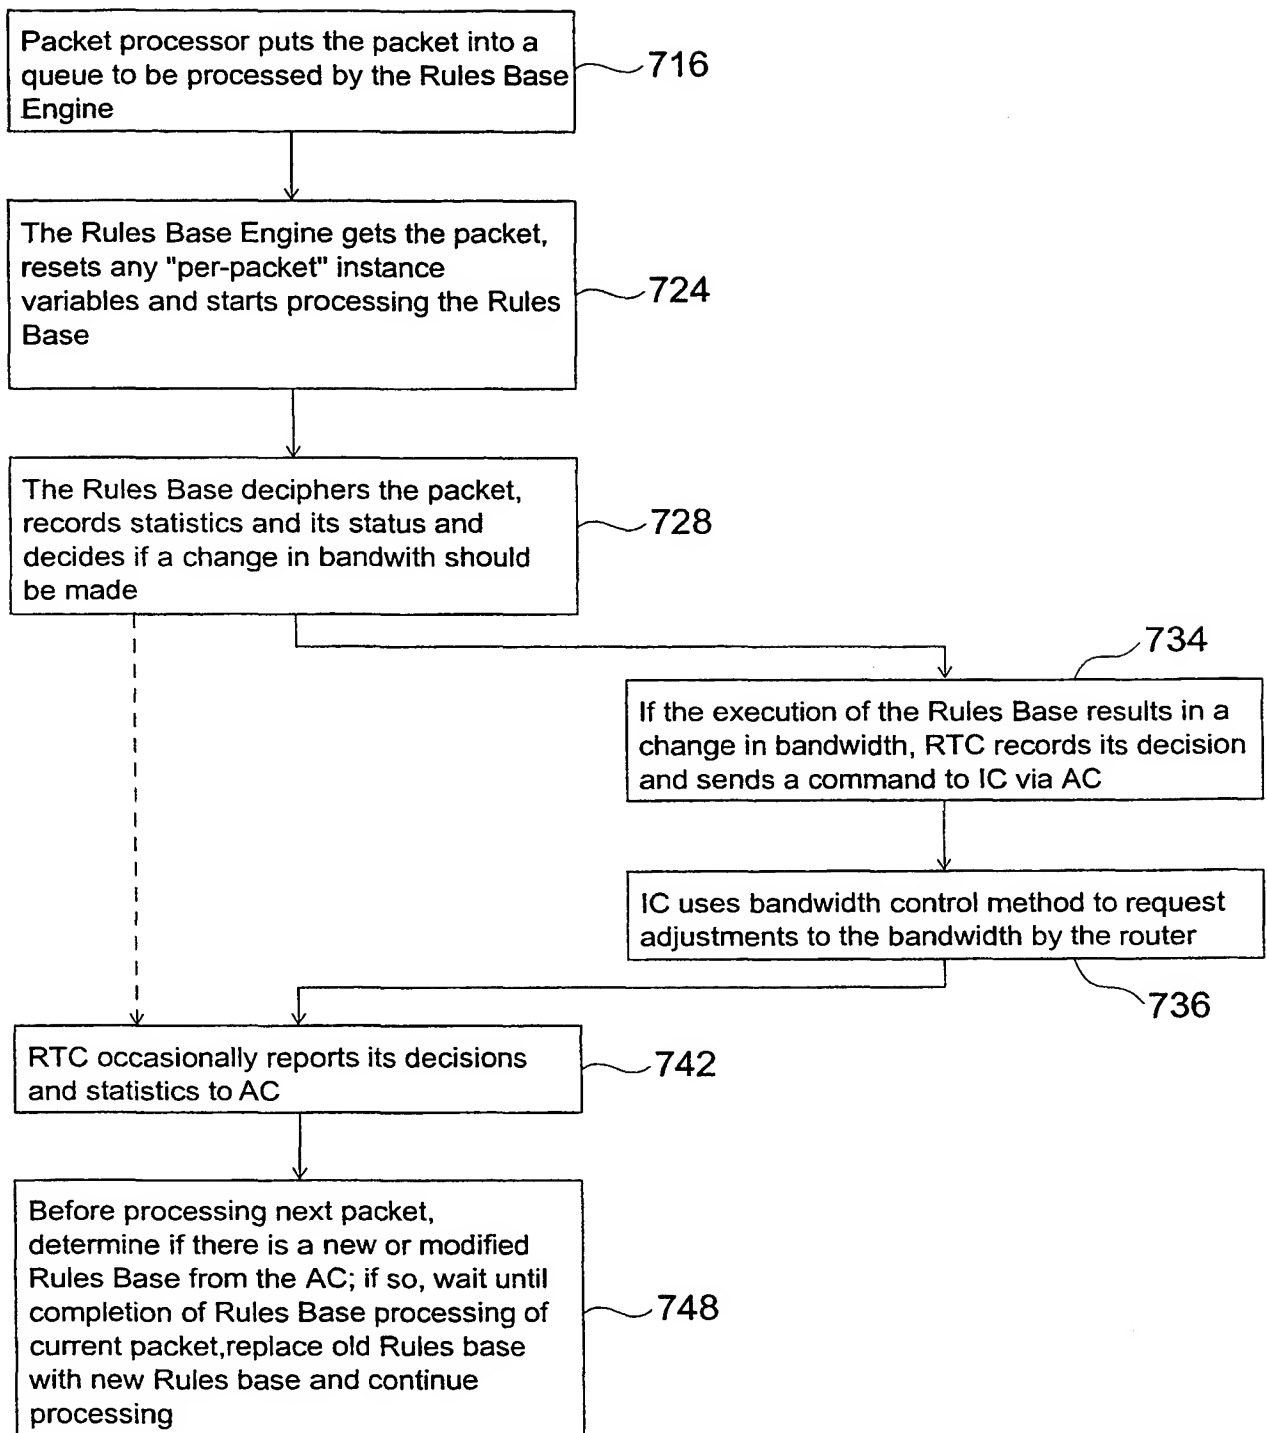 Packet processor puts the packet into a
queue to be processed by the Rules Base
Engine
716
The Rules Base Engine gets the packet,
resets any "per-packet" instance
variables and starts processing the Rules
Base
724
The Rules Base deciphers the packet,
records statistics and its status and
decides if a change in bandwith should
be made
728
734
If the execution of the Rules Base results in a
change in bandwidth, RTC records its decision
and sends a command to IC via AC
IC uses bandwidth control method to request
adjustments to the bandwidth by the router
736
RTC occasionally reports its decisions
and statistics to AC
742
Before processing next packet,
determine if there is a new or modified
Rules Base from the AC; if so, wait until
completion of Rules Base processing of
current packet,replace old Rules base
with new Rules base and continue
processing
748